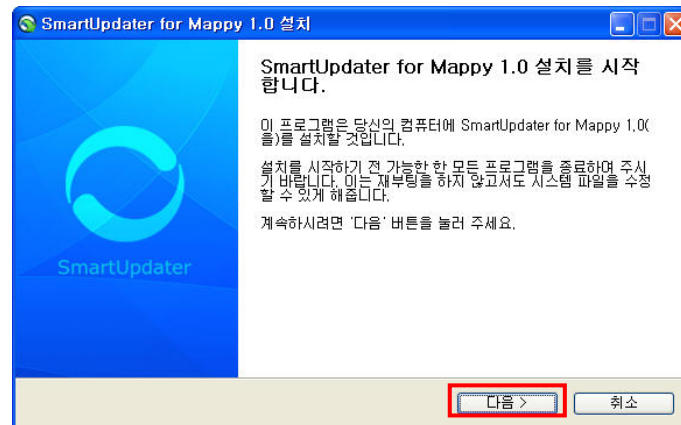 SmartUpdater for Mappy 1.0 설치
SmartUpdater for Mappy 1.0 설치를 시작
합니다.
이 프로그램은 당신의 컴퓨터에 SmartUpdater for Mappy 1.0(
을)를 설치할 것입니다.
설치를 시작하기 전 가능한 한 모든 프로그램을 종료하여 주시
기 바랍니다. 이는 재부팅을 하지 않고서도 시스템 파일을 수정
할 수 있게 해줍니다.
계속하시려면 '다음' 버튼을 눌러 주세요.
SmartUpdater
다음 >
취소